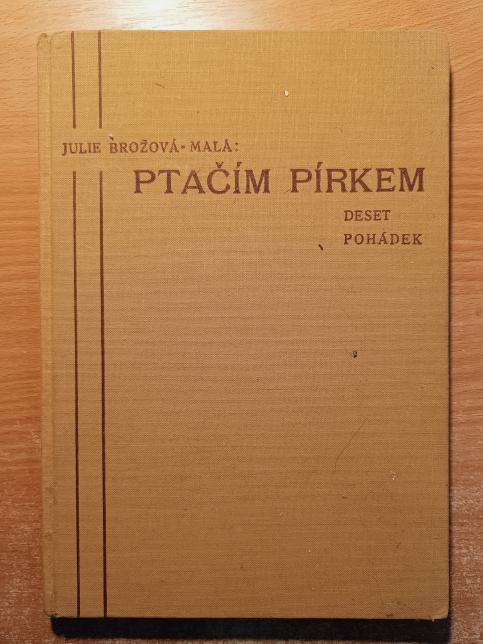 JULIE BROŽOVÁ-MALÁ:
PTAČÍM PÍRKEM
DESET
POHÁDEK